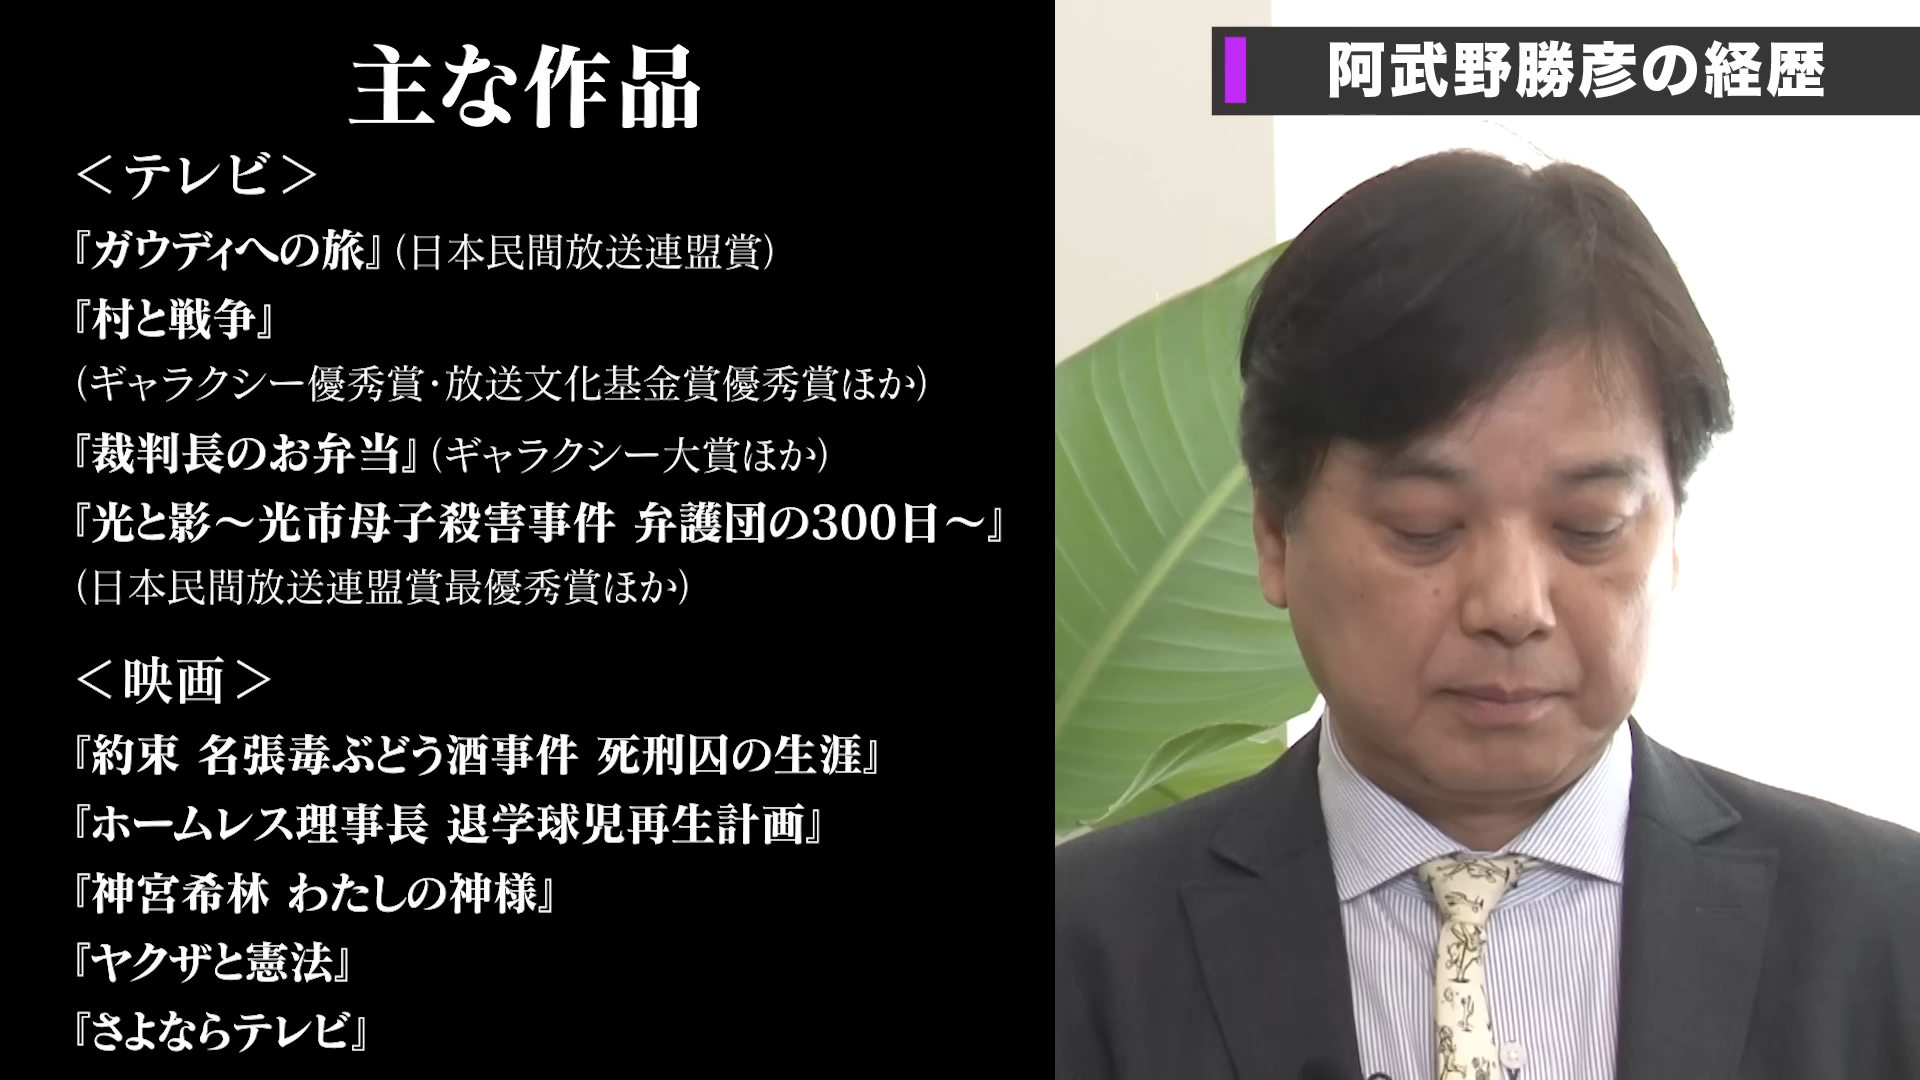 主な作品
＜テレビ＞
『ガウディへの旅』（日本民間放送連盟賞）
『村と戦争』
（ギャラクシー優秀賞・放送文化基金賞優秀賞ほか）
『裁判長のお弁当』（ギャラクシー大賞ほか）
『光と影～光市母子殺害事件 弁護団の300日～』
（日本民間放送連盟賞最優秀賞ほか）
＜映画＞
『約束 名張毒ぶどう酒事件 死刑囚の生涯』
『ホームレス理事長 退学球児再生計画』
『神宮希林 わたしの神様』
『ヤクザと憲法』
『さよならテレビ』
阿武野勝彦の経歴